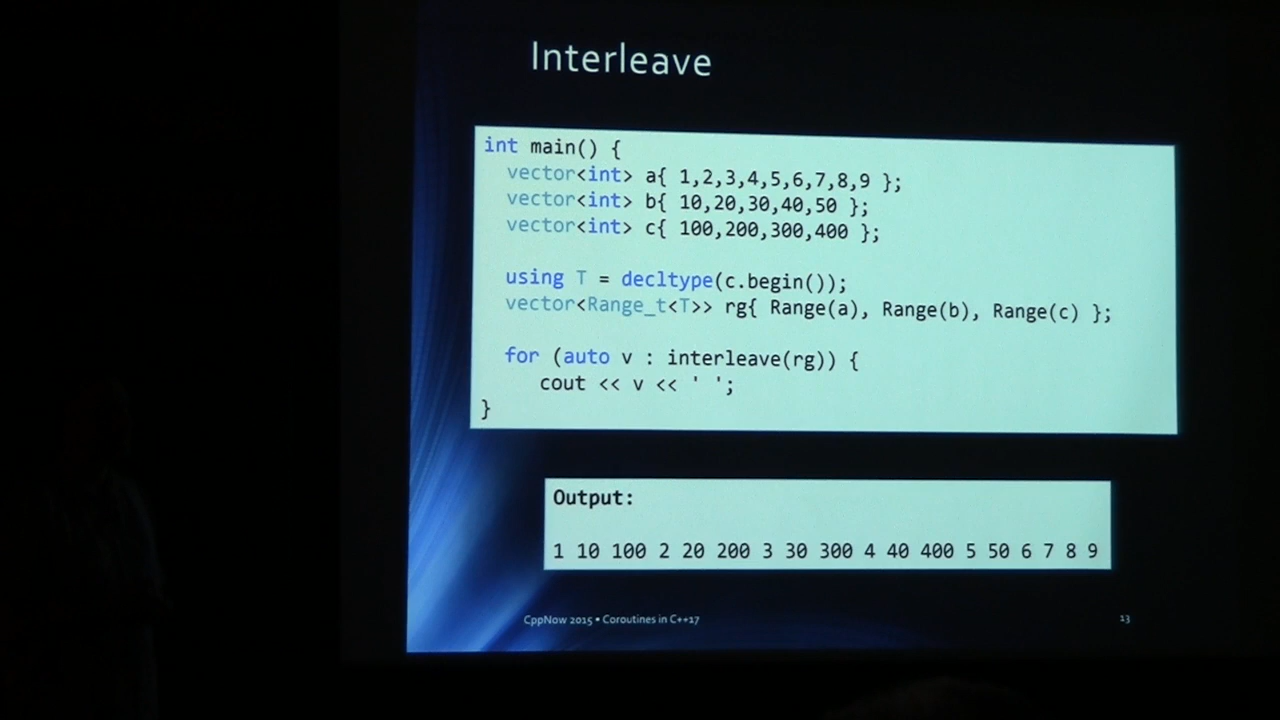 Interleave
int main() {
vector<int> a{ 1,2,3,4,5,6,7,8,9 };
vector<int> b{ 10,20,30,40,50 };
vector<int> c{ 100,200,300,400 };
using T = decltype(c.begin());
vector<Range_t<T>> rg{ Range(a), Range(b), Range(c) };
for (auto v : interleave(rg)) {
cout << v << ' ';
}
Output:
1 10 100 2 20 200 3 30 300 4 40 400 5 50 6 7 8 9
CppNow 2015 • Coroutines in C++17
13